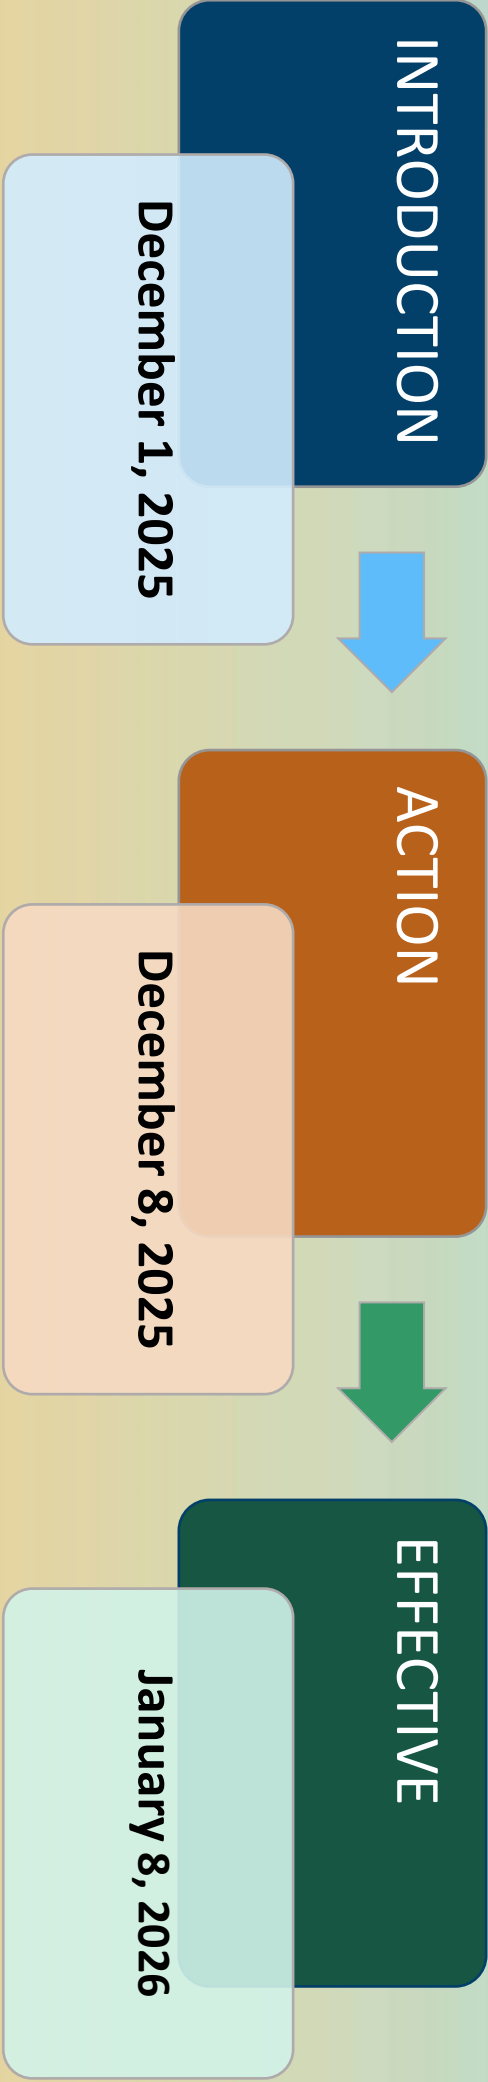 INTRODUCTION
December 1, 2025
ACTION
December 8, 2025
EFFECTIVE
January 8, 2026